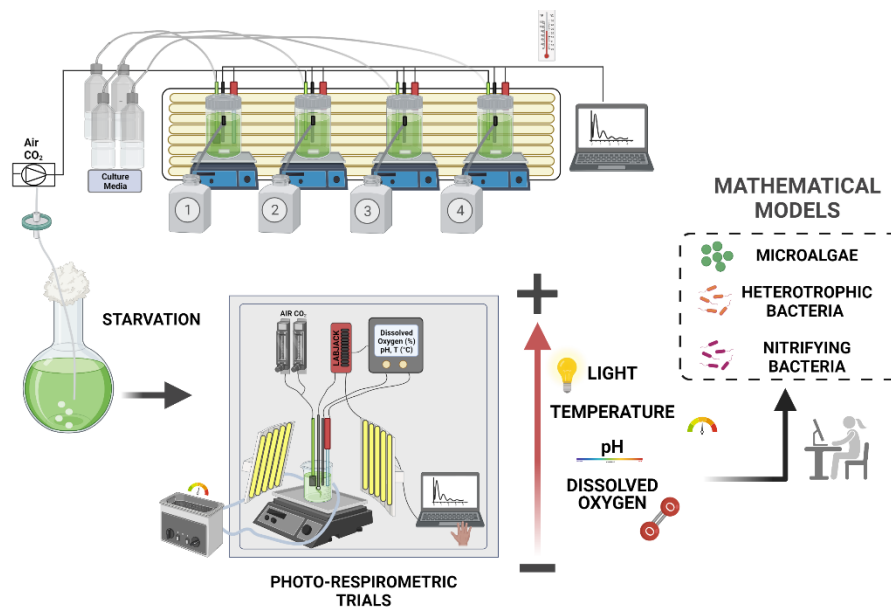 Air
CO₂
Culture
Media
1
2
3
4
MATHEMATICAL
MODELS
MICROALGAE
HETEROTROPHIC
BACTERIA
NITRIFYING
BACTERIA
STARVATION
AIR CO₂
LABJACK
Dissolved
Oxygen (%)
pH, T (°C)
+
LIGHT
TEMPERATURE
pH
DISSOLVED
OXYGEN
−
PHOTO-RESPIROMETRIC
TRIALS